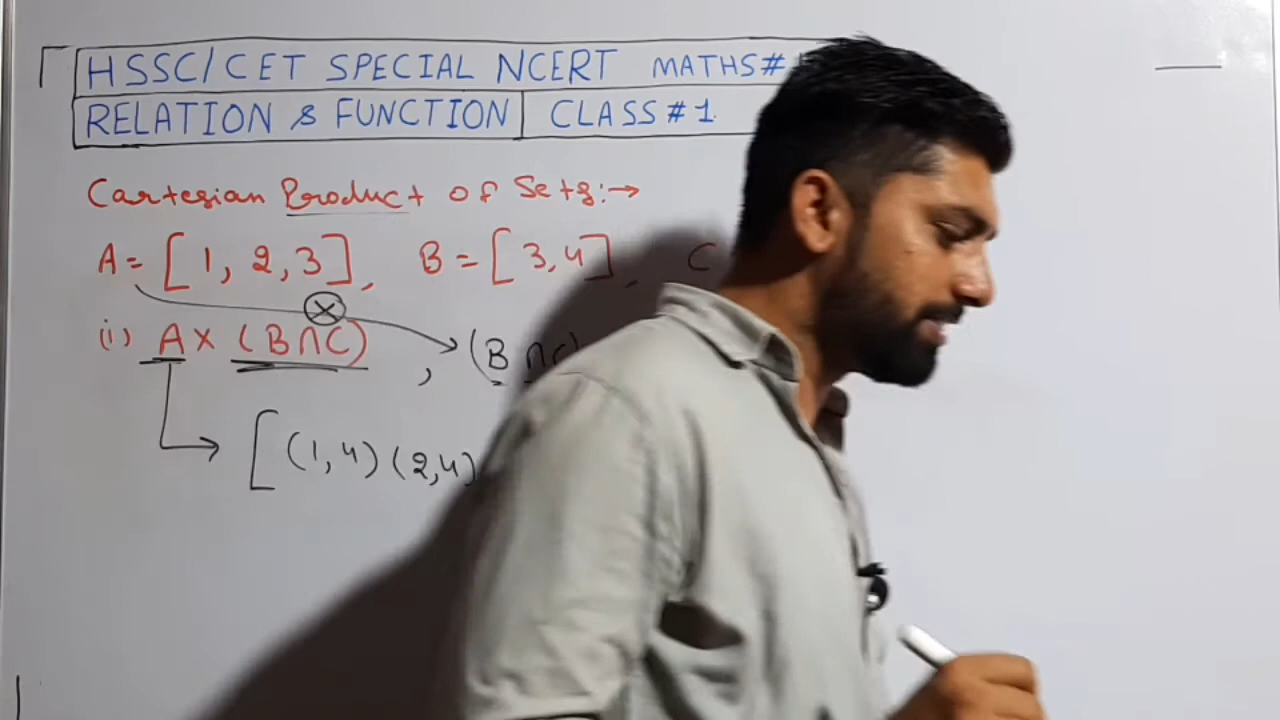 HSSC/CET SPECIAL NCERT MATHS#
RELATION & FUNCTION CLASS #1.
Cartesian Product of Sets:→
A= [1, 2, 3], B = [3,4], C
(i) A× (B∩C) , (B ∩C)
[(1,4) (2,4)